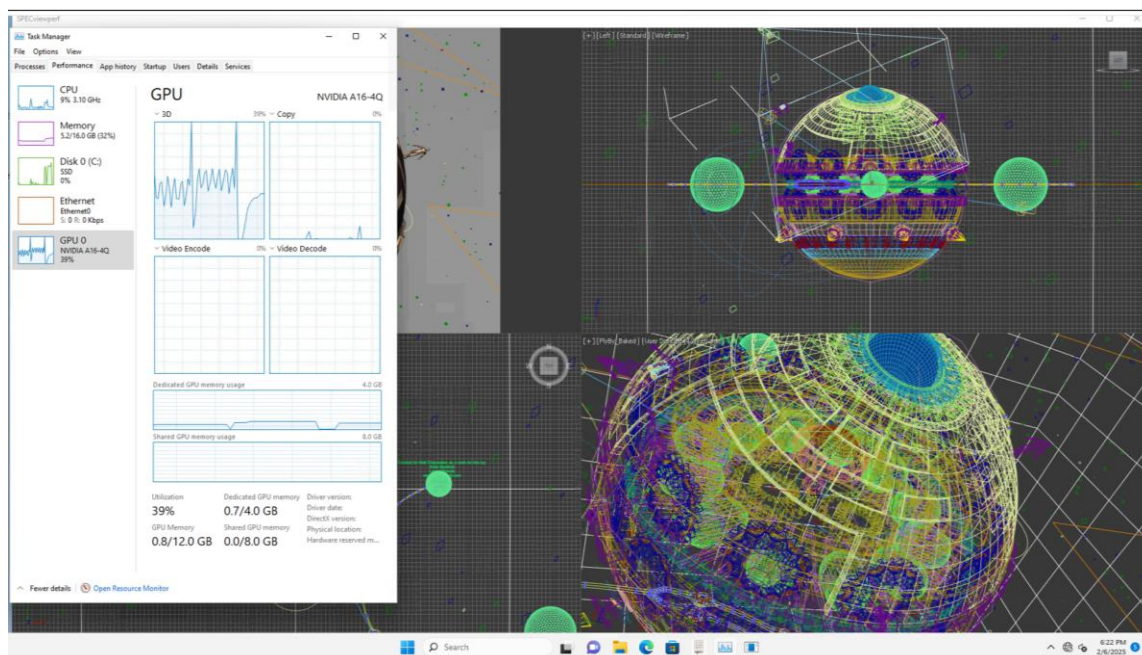 SPECviewperf
Task Manager
File Options View
Processes Performance App history Startup Users Details Services
CPU
9% 3.10 GHz
Memory
5.2/16.0 GB (32%)
Disk 0 (C:)
SSD
0%
Ethernet
Ethernet0
S: 0 R: 0 Kbps
GPU 0
NVIDIA A16-4Q
39%
GPU NVIDIA A16-4Q
3D 39% Copy 0%
Video Encode 0% Video Decode 0%
Dedicated GPU memory usage 4.0 GB
Shared GPU memory usage 8.0 GB
Utilization
39%
Dedicated GPU memory
0.7/4.0 GB
GPU Memory
0.8/12.0 GB
Shared GPU memory
0.0/8.0 GB
Driver version:
Driver date:
DirectX version:
Physical location:
Hardware reserved m...
Fewer details Open Resource Monitor
[+] [Left] [Standard] [Wireframe]
Search
6:22 PM
2/6/2025